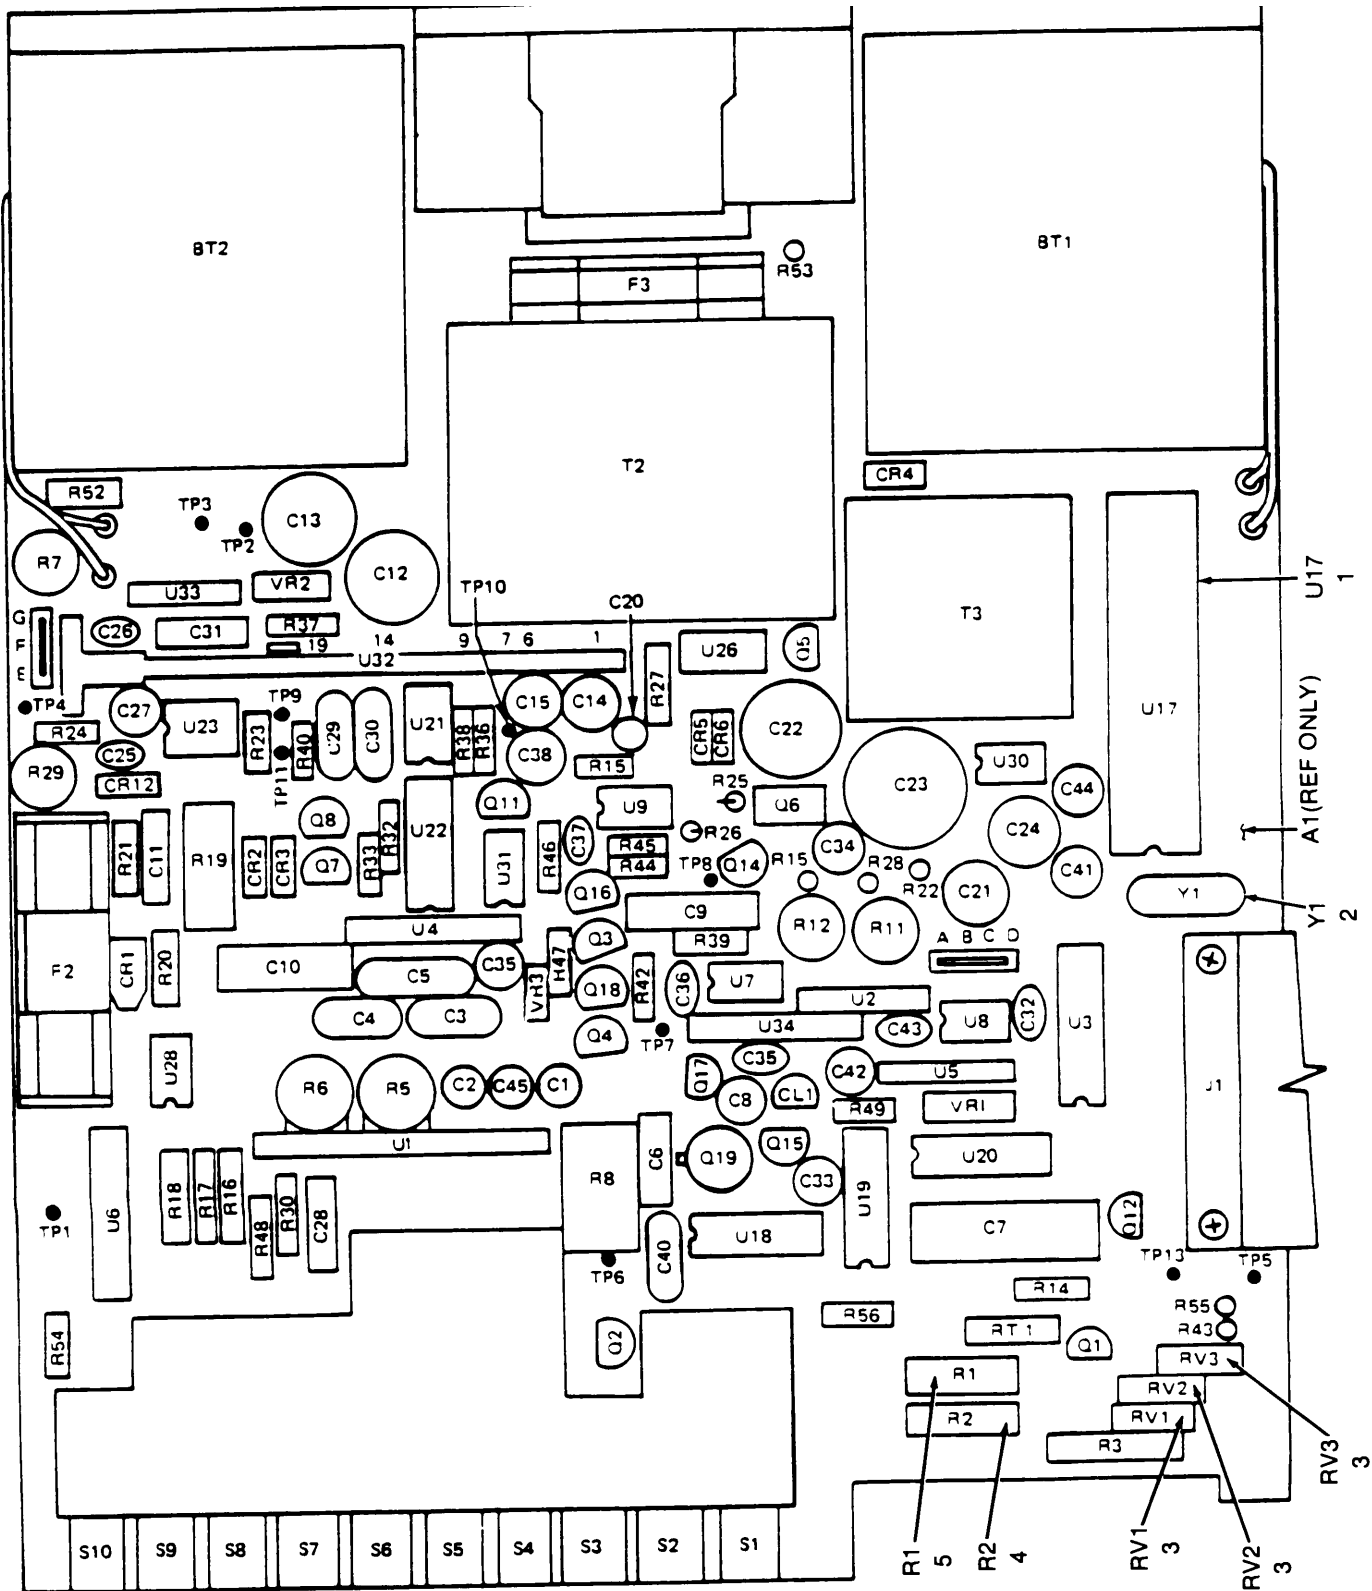 BT2
BT1
R53
F3
T2
CR4
R52
TP3
C13
TP2
R7
C12
TP10
U33
VR2
T3
U17
1
C20
G
F
E
C26
C31
R37
19
14
9
7
6
1
U32
U26
Q5
R27
TP4
C27
U23
TP9
R23
R40
C29
C30
U21
R38
R36
C15
C14
C38
CR5
CR6
C22
U17
A1(REF ONLY)
R24
C25
R29
CR12
TP11
R15
R25
U30
C23
C44
Q11
U9
Q6
C24
Q8
R32
U22
R26
R21
C11
R19
CR2
CR3
Q7
R33
U31
R46
C37
R45
R44
TP8
Q14
C34
R15
R28
R22
C21
C41
Q16
C9
Y1
Y1
2
U4
Q3
R39
R12
R11
A
B
C
D
F2
CR1
R20
C10
C5
C35
VR3
R47
Q18
R42
C36
U7
U2
C4
C3
Q4
TP7
U34
C43
U8
C32
U3
U28
C35
R6
R5
C2
C45
C1
Q17
C8
CL1
C42
U5
J1
R49
VR1
U1
TP1
U6
R18
R17
R16
R48
R30
C28
R8
C6
Q19
Q15
C33
U19
U20
U18
C7
Q12
C40
TP6
TP13
TP5
R14
R55
R43
R54
Q2
R56
RT1
Q1
RV3
R1
RV2
R2
RV1
R3
RV3
3
R1
5
R2
4
RV1
3
RV2
3
S10
S9
S8
S7
S6
S5
S4
S3
S2
S1